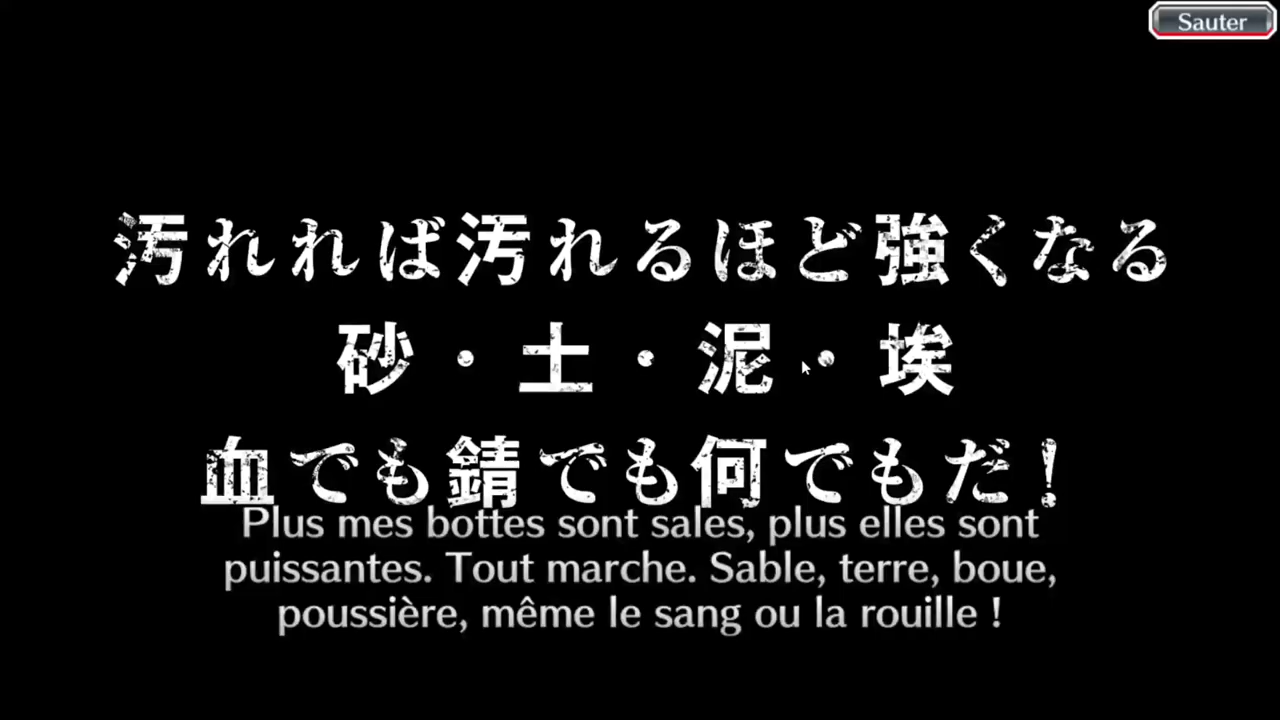 Sauter
汚れれば汚れるほど強くなる
砂・土・泥・埃
血でも錆でも何でもだ!
Plus mes bottes sont sales, plus elles sont
puissantes. Tout marche. Sable, terre, boue,
poussière, même le sang ou la rouille !